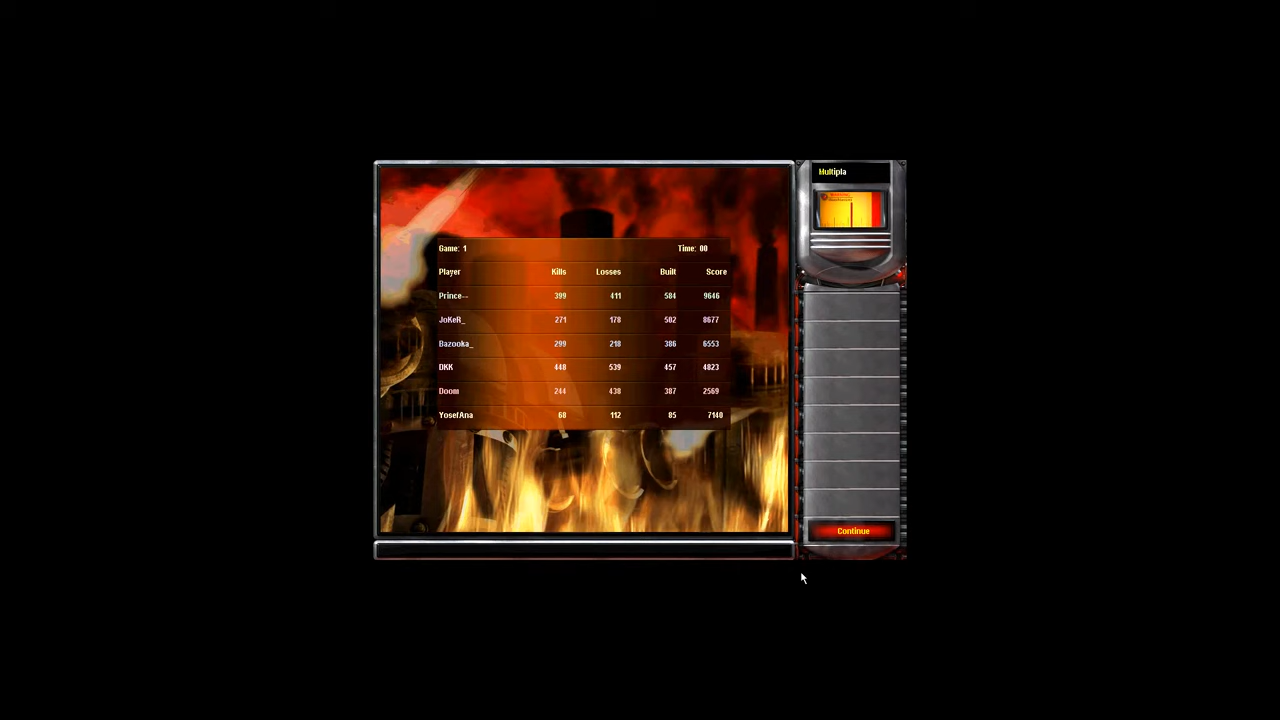 Multipla
Game: 1 Time: 00
Player Kills Losses Built Score
Prince-- 399 411 584 9646
JoKeR_ 271 178 502 8677
Bazooka_ 299 218 386 6553
DKK 448 539 457 4823
Doom 244 438 387 2569
YosefAna 68 112 85 7140
Continue